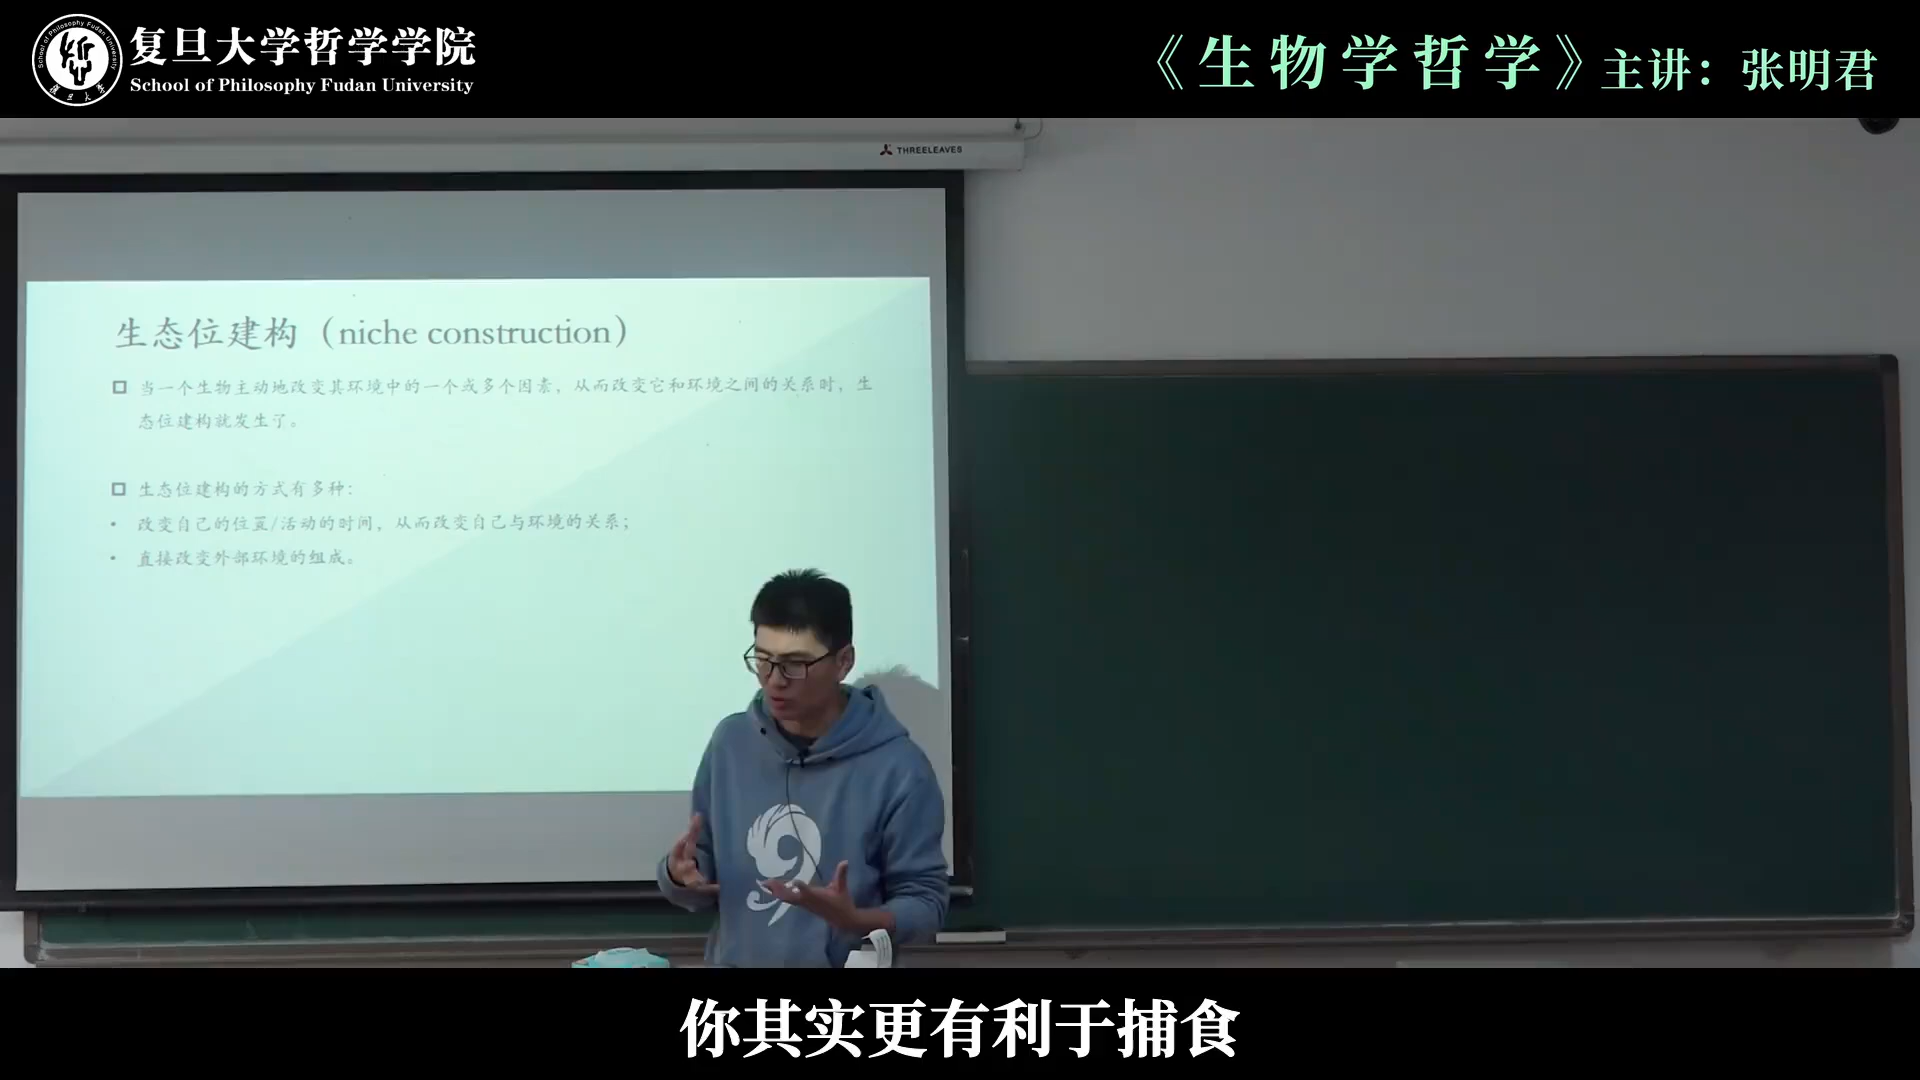 复旦大学哲学学院
School of Philosophy Fudan University
《生物学哲学》主讲：张明君
THREELEAVES
生态位建构（niche construction）
当一个生物主动地改变其环境中的一个或多个因素，从而改变它和环境之间的关系时，生
态位建构就发生了。
生态位建构的方式有多种：
• 改变自己的位置/活动的时间，从而改变自己与环境的关系；
• 直接改变外部环境的组成。
你其实更有利于捕食